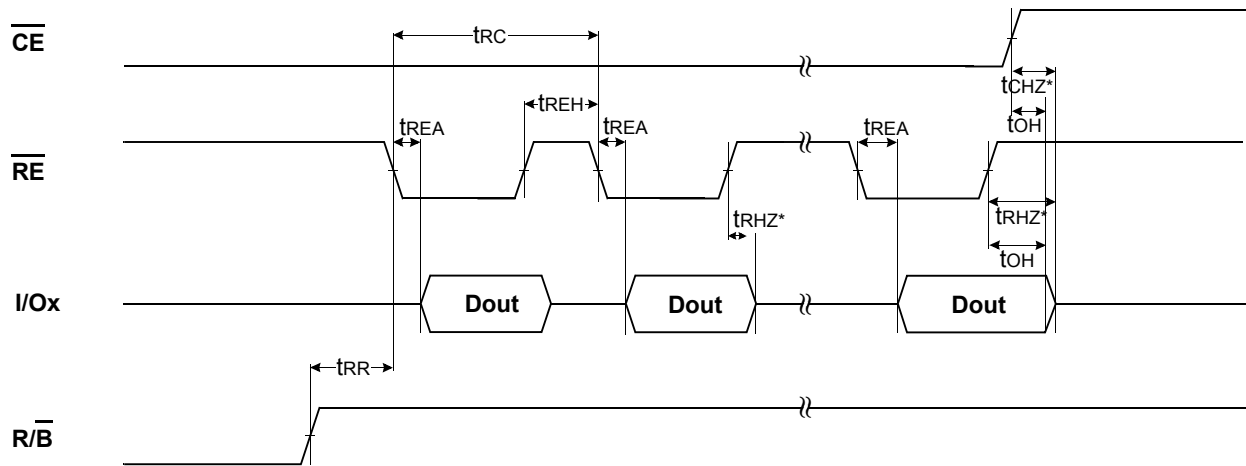 CE
tRC
tCHZ*
tREH
tREA
tREA
tREA
tOH
RE
tRHZ*
tRHZ*
tOH
I/Ox
Dout
Dout
Dout
tRR
R/B